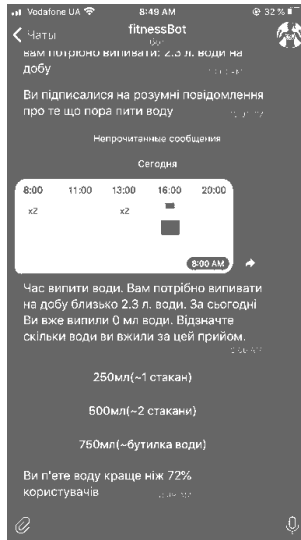 Vodafone UA
8:49 AM
32 %
Чаты
fitnessBot
бот
вам потрібно випивати: 2.3 л. води на
добу
Ви підписалися на розумні повідомлення
про те що пора пити воду
Непрочитанные сообщения
Сегодня
8:00 11:00 13:00 16:00 20:00
x2 x2
8:00 AM
Час випити води. Вам потрібно випивати
на добу близько 2.3 л. води. За сьогодні
Ви вже випили 0 мл води. Відзначте
скільки води ви вжили за цей прийом.
250мл(~1 стакан)
500мл(~2 стакани)
750мл(~бутилка води)
Ви п'єте воду краще ніж 72%
користувачів